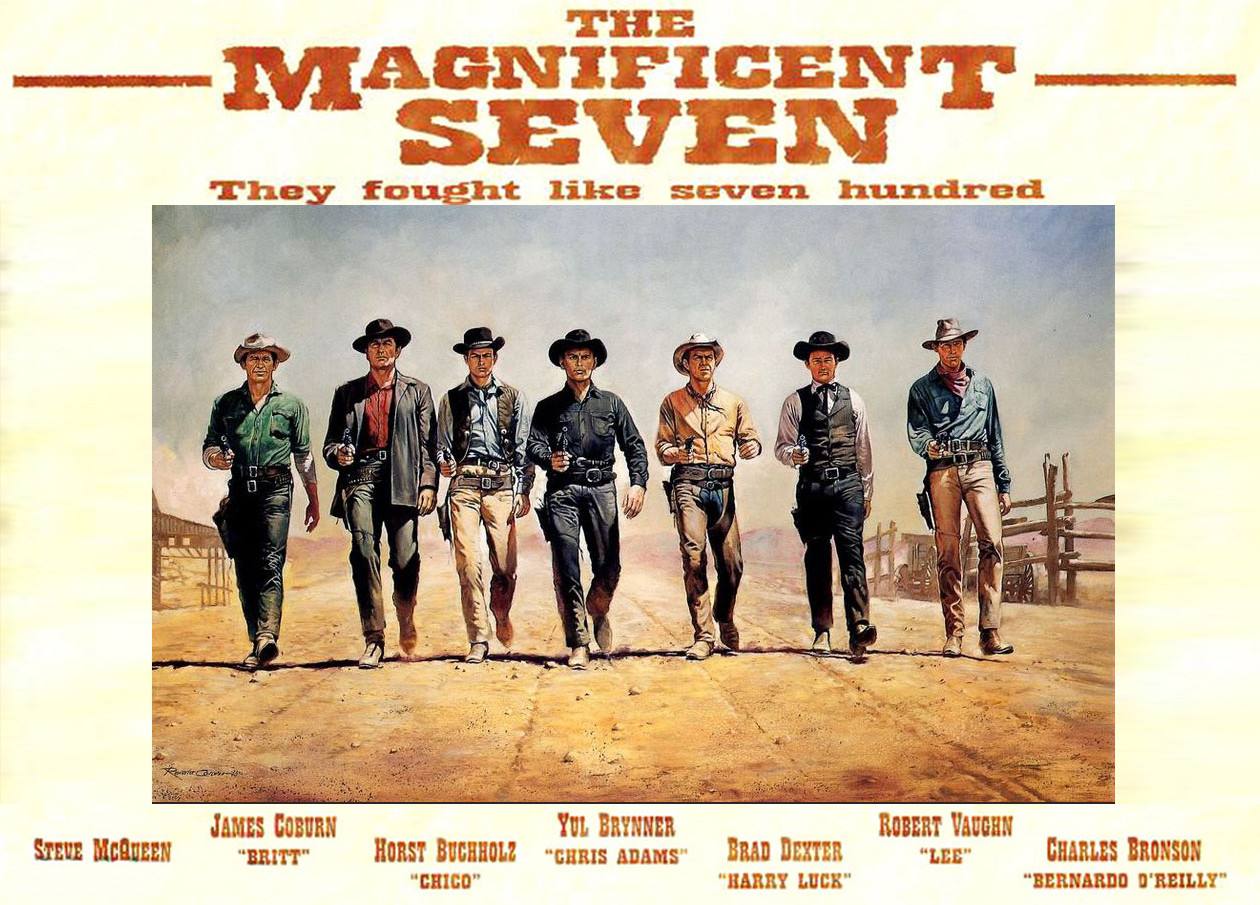 THE
MAGNIFICENT
SEVEN
They fought like seven hundred
STEVE MCQUEEN
JAMES COBURN
"BRITT"
HORST BUCHHOLZ
"CHICO"
YUL BRYNNER
"CHRIS ADAMS"
BRAD DEXTER
"HARRY LUCK"
ROBERT VAUGHN
"LEE"
CHARLES BRONSON
"BERNARDO O'REILLY"